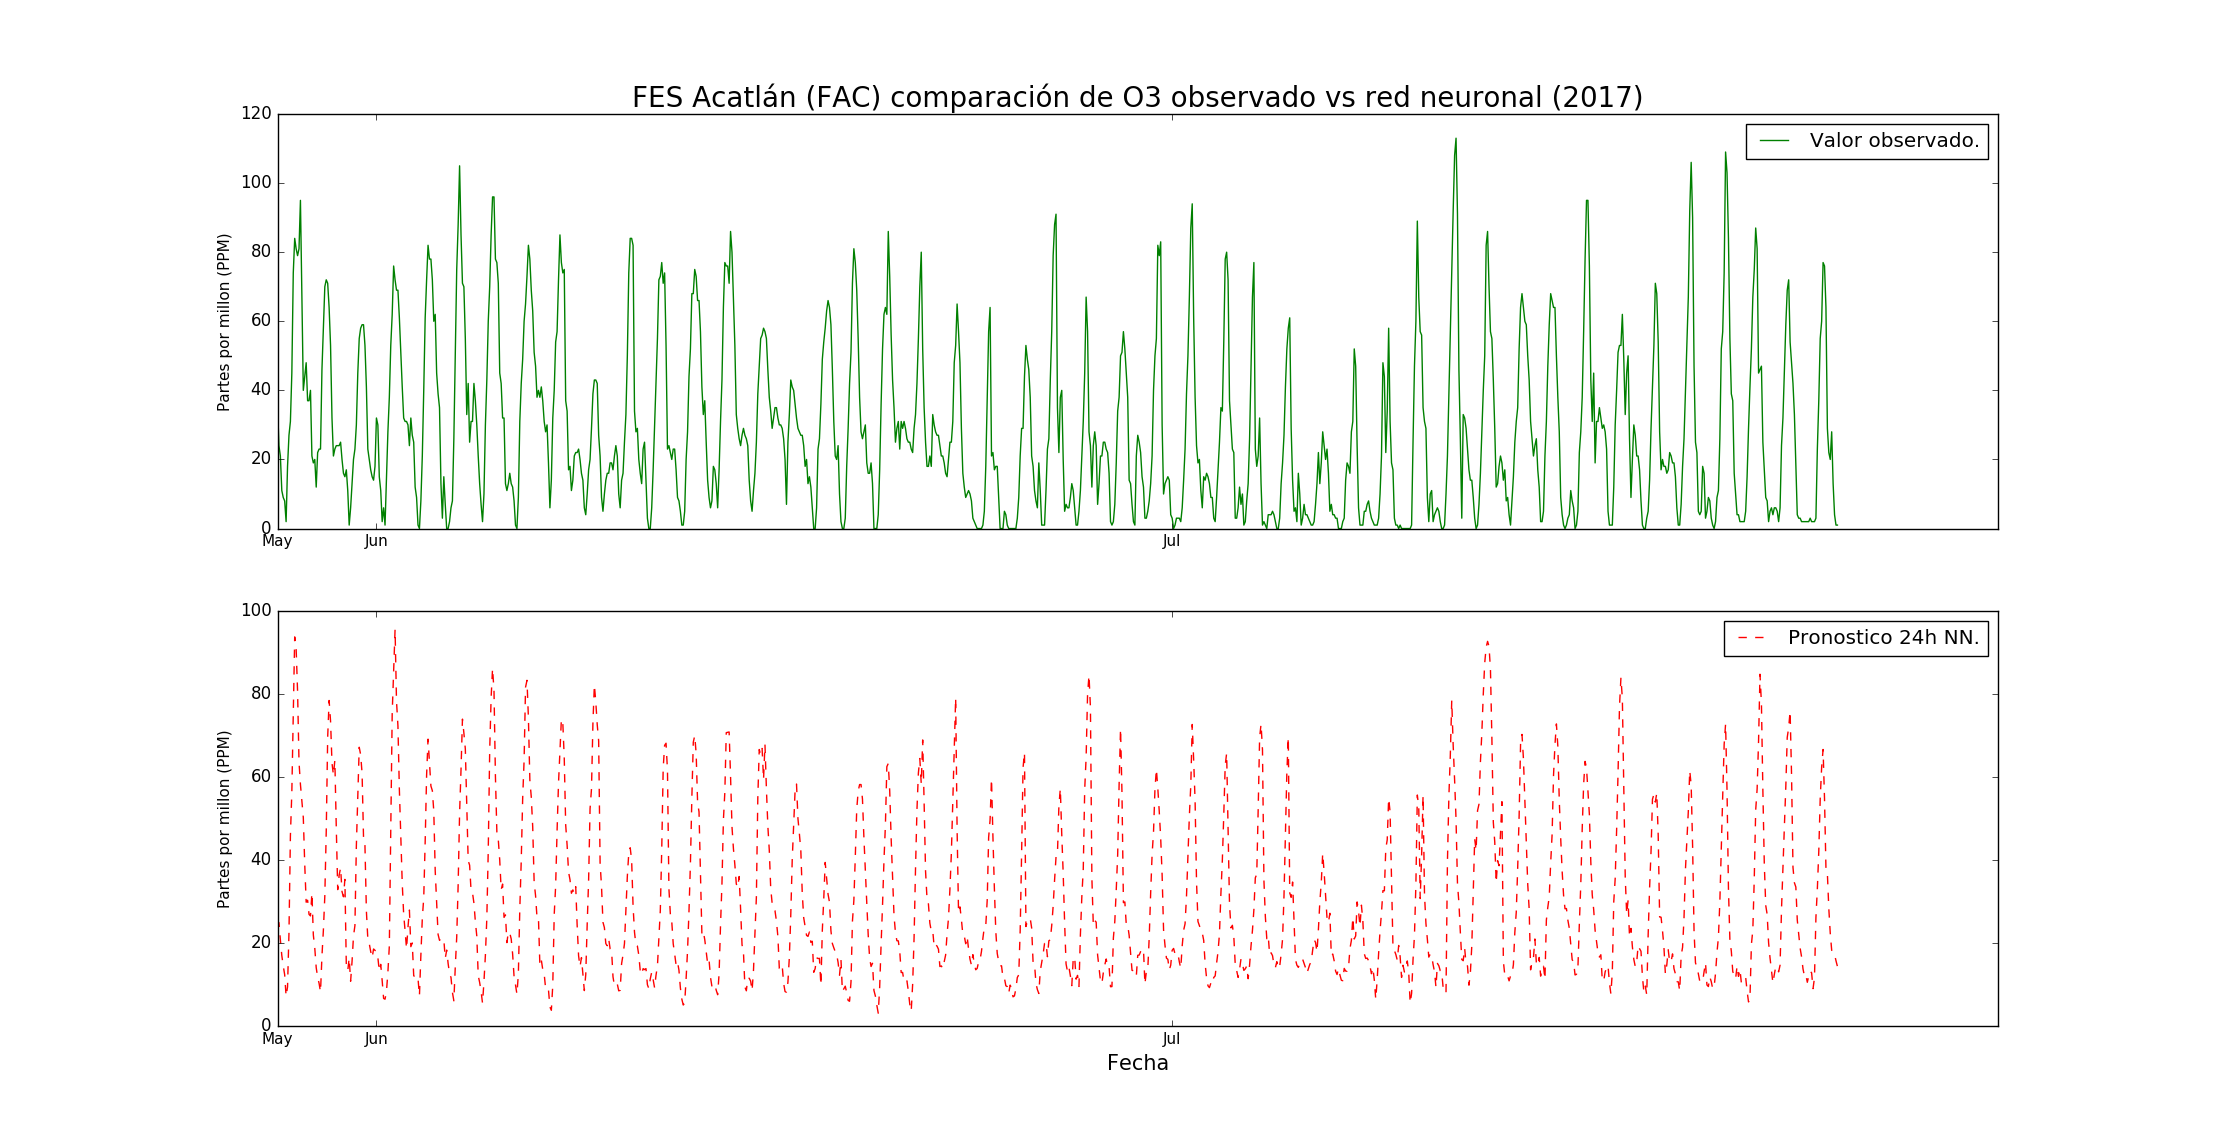 FES Acatlán (FAC) comparación de O3 observado vs red neuronal (2017)
120
100
80
60
40
20
0
Partes por millon (PPM)
Valor observado.
May Jun Jul
100
80
60
40
20
0
Partes por millon (PPM)
Pronostico 24h NN.
May Jun Jul
Fecha